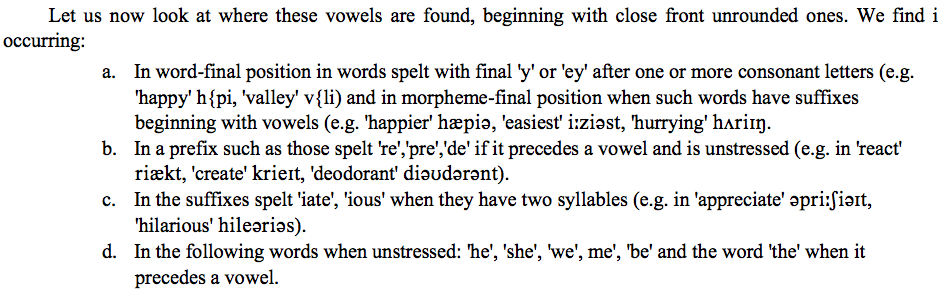 Let us now look at where these vowels are found, beginning with close front unrounded ones. We find i
occurring:
a. In word-final position in words spelt with final 'y' or 'ey' after one or more consonant letters (e.g.
'happy' h{pi, 'valley' v{li) and in morpheme-final position when such words have suffixes
beginning with vowels (e.g. 'happier' hæpiə, 'easiest' i:ziəst, 'hurrying' hʌriɪŋ.
b. In a prefix such as those spelt 're','pre','de' if it precedes a vowel and is unstressed (e.g. in 'react'
riækt, 'create' krieɪt, 'deodorant' diəʊdərənt).
c. In the suffixes spelt 'iate', 'ious' when they have two syllables (e.g. in 'appreciate' əpri:ʃiəɪt,
'hilarious' hileəriəs).
d. In the following words when unstressed: 'he', 'she', 'we', me', 'be' and the word 'the' when it
precedes a vowel.